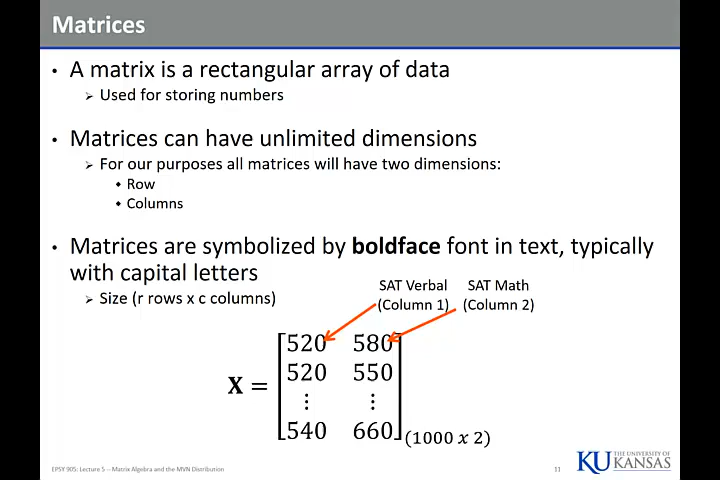 Matrices
• A matrix is a rectangular array of data
➢ Used for storing numbers
• Matrices can have unlimited dimensions
➢ For our purposes all matrices will have two dimensions:
◆ Row
◆ Columns
• Matrices are symbolized by boldface font in text, typically
with capital letters
➢ Size (r rows x c columns)
SAT Verbal
(Column 1)
SAT Math
(Column 2)
X =
520 580
520 550
⋮ ⋮
540 660
(1000 x 2)
EPSY 905: Lecture 5 -- Matrix Algebra and the MVN Distribution
31
KU THE UNIVERSITY OF
KANSAS